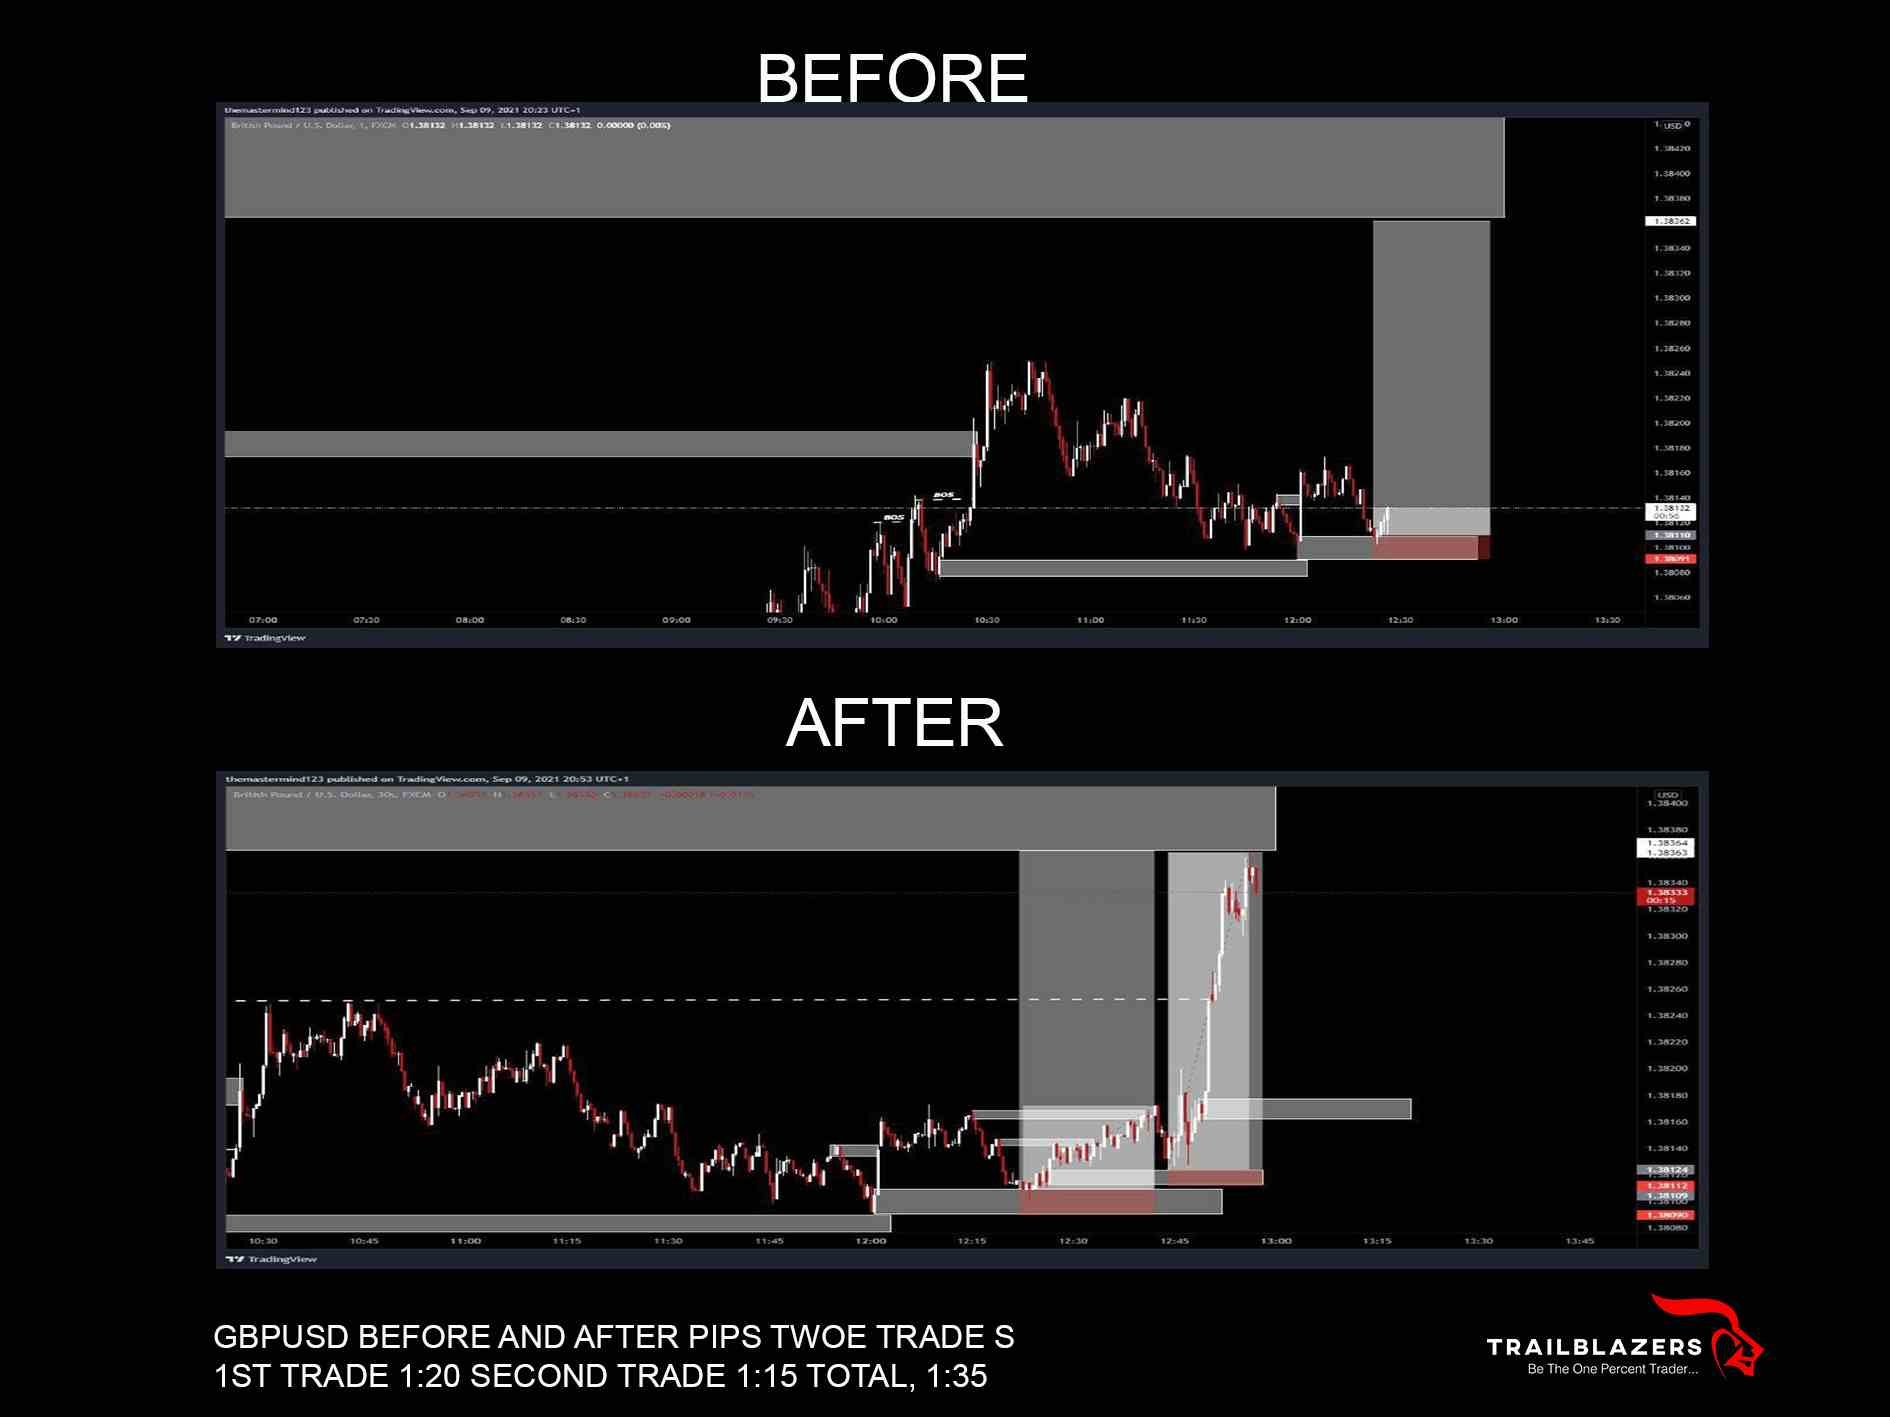 BEFORE
themastermind123 published on TradingView.com, Sep 09, 2021 20:23 UTC+1
British Pound / U.S. Dollar, 1, FXCM O1.38132 H1.38132 L1.38132 C1.38132 0.00000 (0.00%)
USD
1.38420
1.38400
1.38380
1.38362
1.38340
1.38320
1.38300
1.38280
1.38260
1.38240
1.38220
1.38200
1.38180
1.38160
1.38140
1.38132
00:56
1.38120
1.38110
1.38100
1.38091
1.38080
1.38060
BOS
BOS
07:00 07:30 08:00 08:30 09:00 09:30 10:00 10:30 11:00 11:30 12:00 12:30 13:00 13:30
TradingView
AFTER
themastermind123 published on TradingView.com, Sep 09, 2021 20:53 UTC+1
British Pound / U.S. Dollar, 30s, FXCM
USD
1.38400
1.38380
1.38364
1.38363
1.38340
1.38333
00:15
1.38320
1.38300
1.38280
1.38260
1.38240
1.38220
1.38200
1.38180
1.38160
1.38140
1.38124
1.38112
1.38109
1.38090
1.38080
10:30 10:45 11:00 11:15 11:30 11:45 12:00 12:15 12:30 12:45 13:00 13:15 13:30 13:45
TradingView
GBPUSD BEFORE AND AFTER PIPS TWOE TRADE S
1ST TRADE 1:20 SECOND TRADE 1:15 TOTAL, 1:35
TRAILBLAZERS
Be The One Percent Trader...